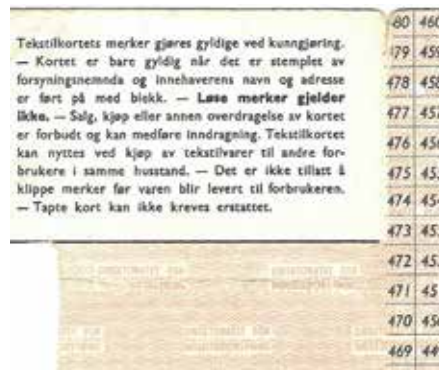 Tekstilkortets merker gjøres gyldige ved kunngjøring.
— Kortet er bare gyldig når det er stemplet av
forsyningsnemnda og innehaverens navn og adresse
er ført på med blekk. — Løse merker gjelder
ikke. — Salg, kjøp eller annen overdragelse av kortet
er forbudt og kan medføre inndragning. Tekstilkortet
kan nyttes ved kjøp av tekstilvarer til andre for-
brukere i samme husstand. — Det er ikke tillatt å
klippe merker før varen blir levert til forbrukeren.
— Tapte kort kan ikke kreves erstattet.
479
478
477
476
475
474
473
472
471
470
469